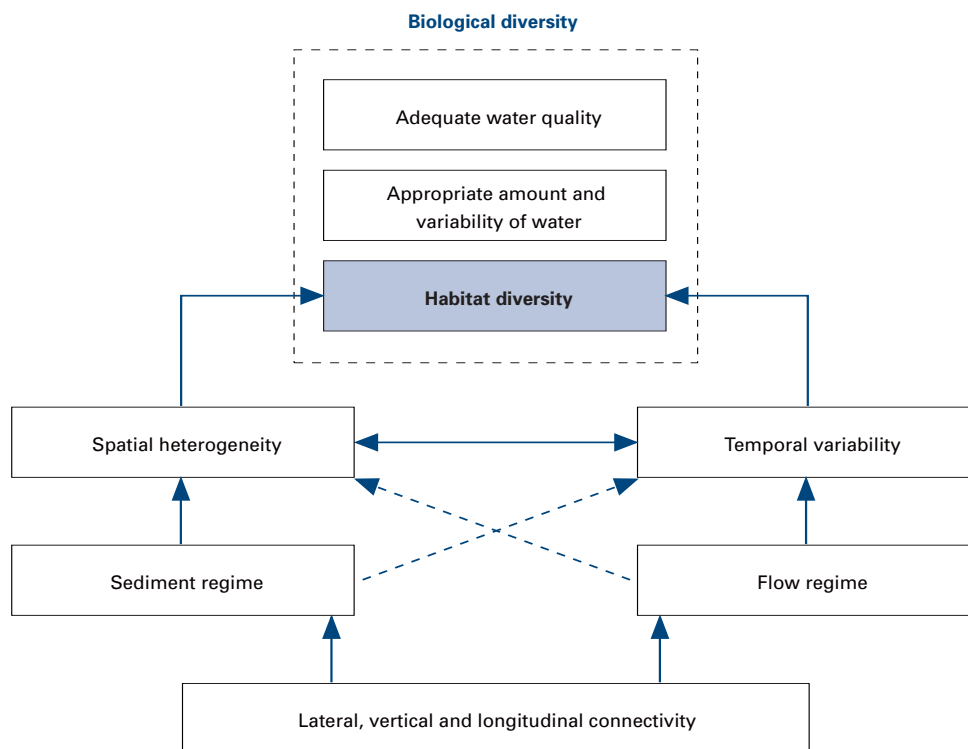 Biological diversity
Adequate water quality
Appropriate amount and
variability of water
Habitat diversity
Spatial heterogeneity
Temporal variability
Sediment regime
Flow regime
Lateral, vertical and longitudinal connectivity